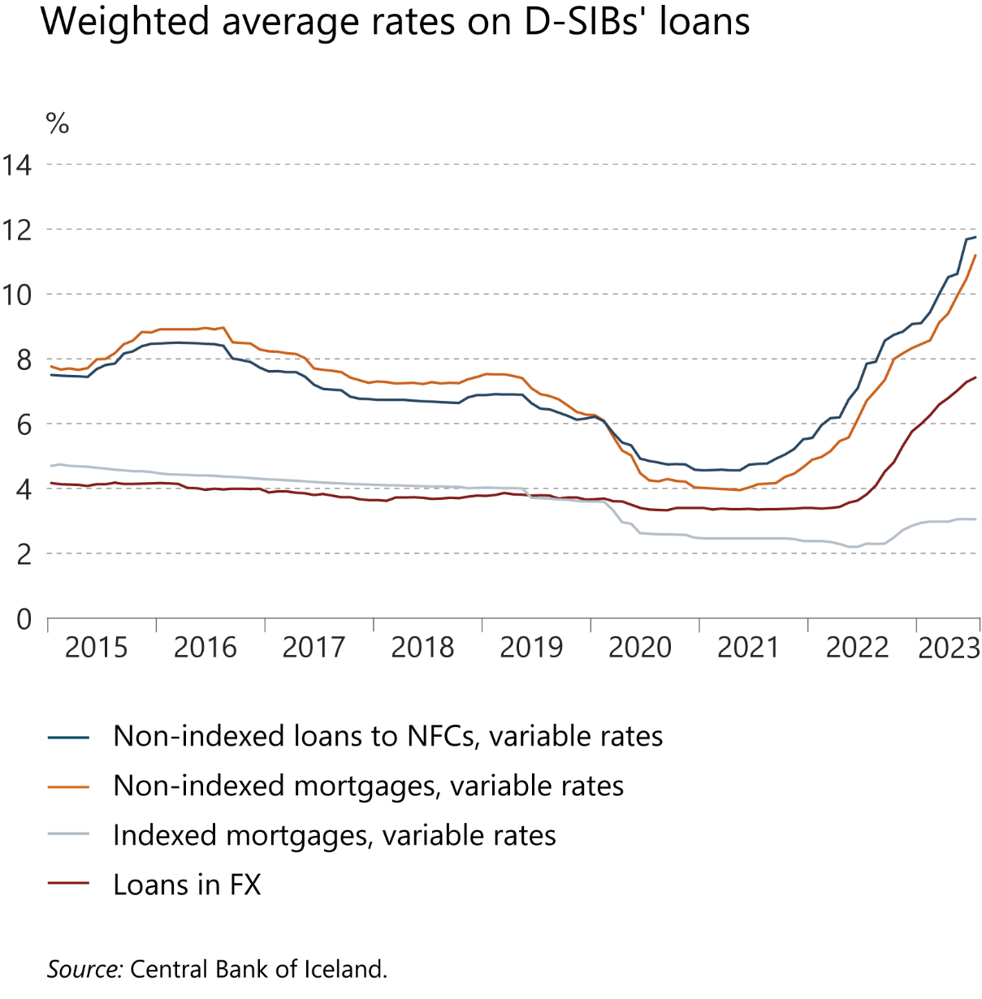 Weighted average rates on D-SIBs' loans
%
14
12
10
8
6
4
2
0
2015 2016 2017 2018 2019 2020 2021 2022 2023
Non-indexed loans to NFCs, variable rates
Non-indexed mortgages, variable rates
Indexed mortgages, variable rates
Loans in FX
Source: Central Bank of Iceland.